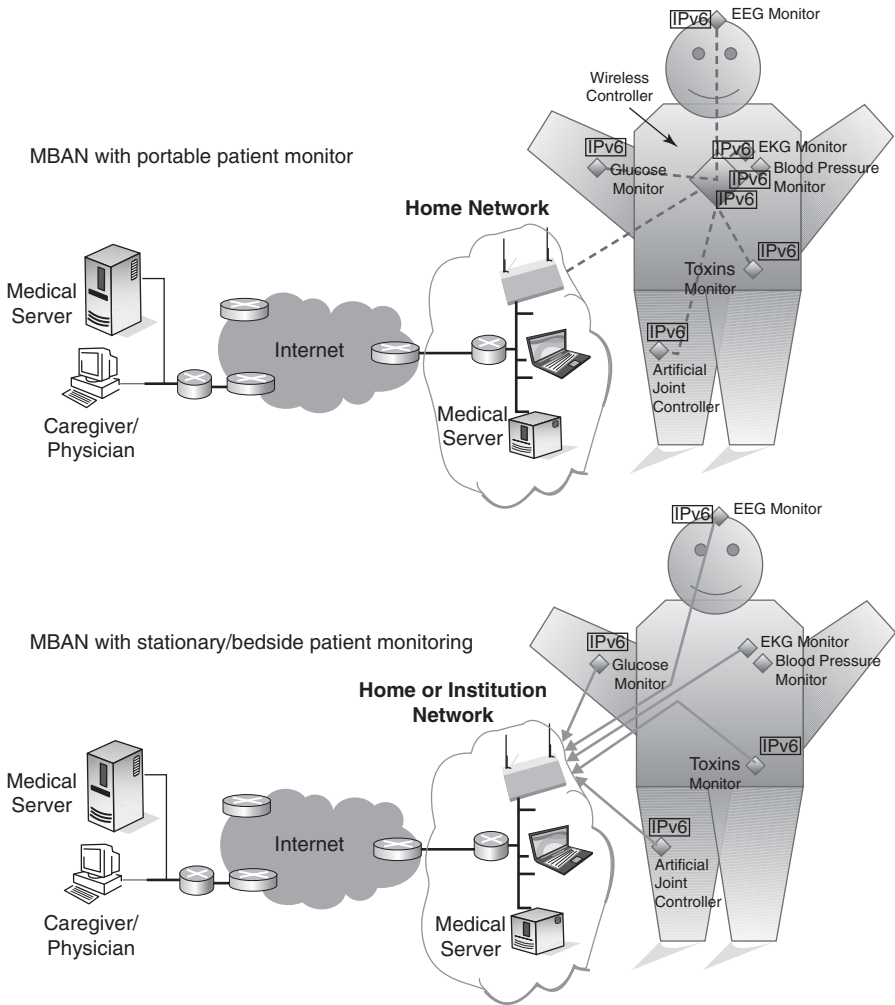 IPv6
EEG Monitor
Wireless
Controller
MBAN with portable patient monitor
IPv6
Glucose
Monitor
IPv6
EKG Monitor
Blood Pressure
Monitor
IPv6
IPv6
Home Network
IPv6
Toxins
Monitor
Medical
Server
Internet
IPv6
Artificial
Joint
Controller
Caregiver/
Physician
Medical
Server
IPv6
EEG Monitor
MBAN with stationary/bedside patient monitoring
IPv6
Glucose
Monitor
EKG Monitor
Blood Pressure
Monitor
Home or Institution
Network
IPv6
Toxins
Monitor
Medical
Server
Internet
IPv6
Artificial
Joint
Controller
Caregiver/
Physician
Medical
Server